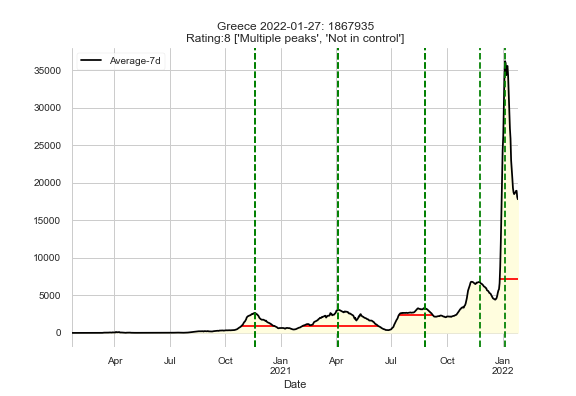 Greece 2022-01-27: 1867935
Rating:8 ['Multiple peaks', 'Not in control']
Average-7d
35000
30000
25000
20000
15000
10000
5000
0
Apr
Jul
Oct
Jan
2021
Apr
Jul
Oct
Jan
2022
Date